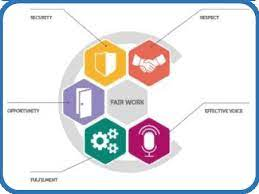 SECURITY
RESPECT
OPPORTUNITY
FAIR WORK
EFFECTIVE VOICE
FULFILMENT